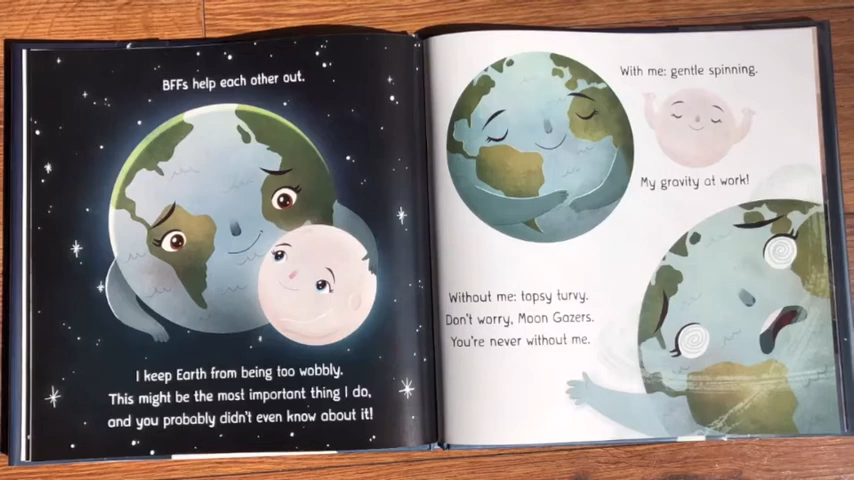 BFFs help each other out.
I keep Earth from being too wobbly.
This might be the most important thing I do,
and you probably didn't even know about it!
With me: gentle spinning.
My gravity at work!
Without me: topsy turvy.
Don't worry, Moon Gazers.
You're never without me.